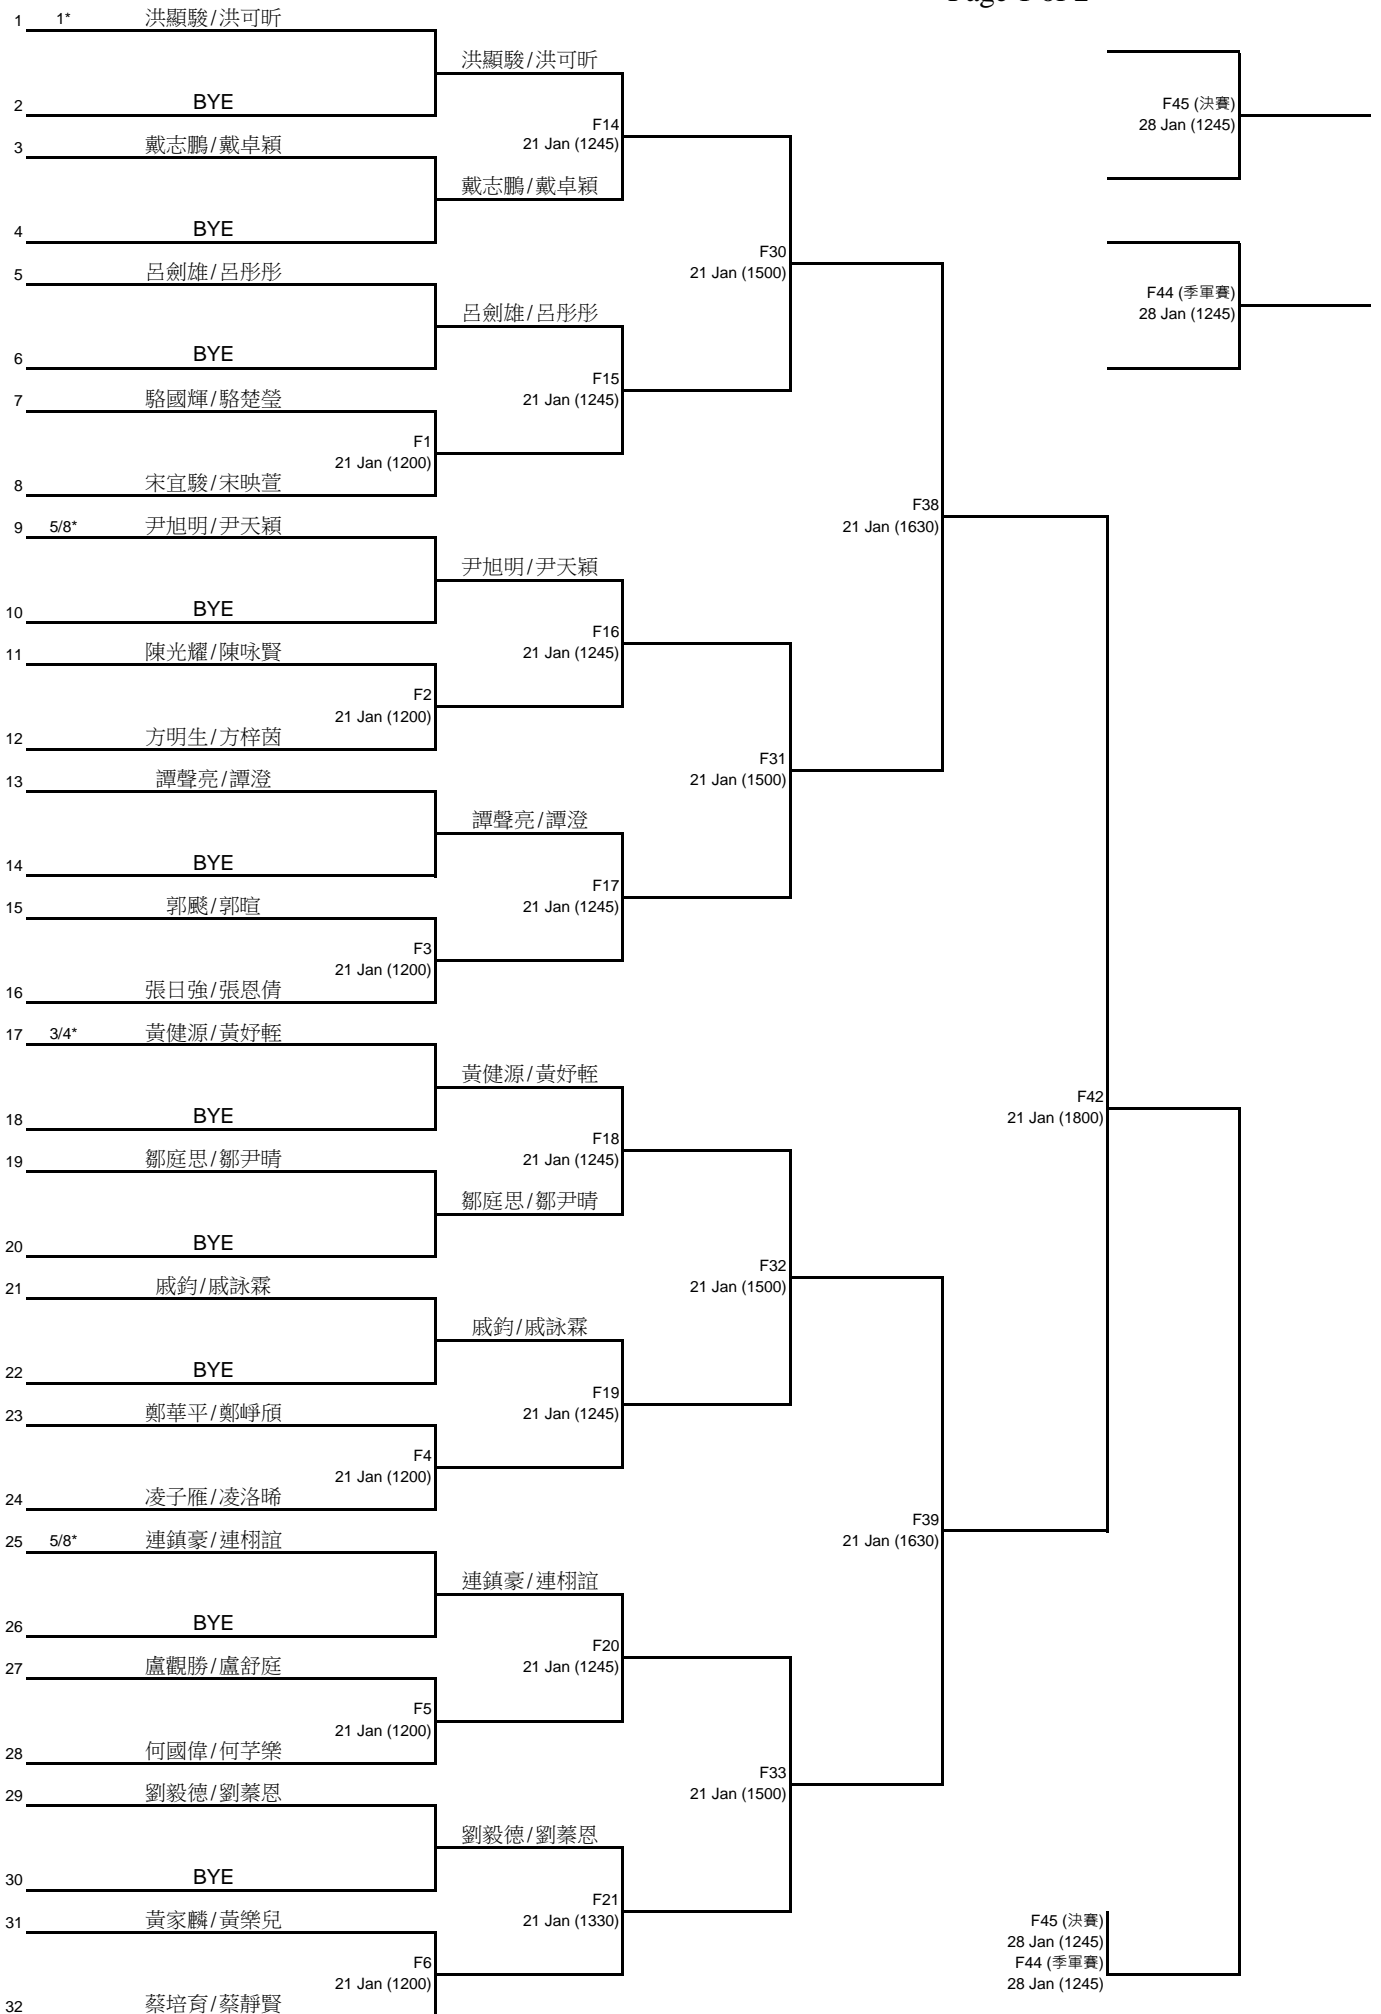 Page 1 of 2
1 1* 洪顯駿/洪可昕
洪顯駿/洪可昕
2 BYE
F45 (決賽)
28 Jan (1245)
F14
21 Jan (1245)
3 戴志鵬/戴卓穎
戴志鵬/戴卓穎
4 BYE
F30
21 Jan (1500)
5 呂劍雄/呂彤彤
F44 (季軍賽)
28 Jan (1245)
呂劍雄/呂彤彤
6 BYE
F15
21 Jan (1245)
7 駱國輝/駱楚瑩
F1
21 Jan (1200)
8 宋宜駿/宋映萱
F38
21 Jan (1630)
9 5/8* 尹旭明/尹天穎
尹旭明/尹天穎
10 BYE
F16
21 Jan (1245)
11 陳光耀/陳咏賢
F2
21 Jan (1200)
12 方明生/方梓茵
F31
21 Jan (1500)
13 譚聲亮/譚澄
譚聲亮/譚澄
14 BYE
F17
21 Jan (1245)
15 郭飈/郭暄
F3
21 Jan (1200)
16 張日強/張恩倩
17 3/4* 黃健源/黃妤輊
黃健源/黃妤輊
F42
21 Jan (1800)
18 BYE
F18
21 Jan (1245)
19 鄒庭思/鄒尹晴
鄒庭思/鄒尹晴
20 BYE
F32
21 Jan (1500)
21 戚鈞/戚詠霖
戚鈞/戚詠霖
22 BYE
F19
21 Jan (1245)
23 鄭華平/鄭崢頎
F4
21 Jan (1200)
24 凌子雁/凌洛晞
F39
21 Jan (1630)
25 5/8* 連鎮豪/連栩誼
連鎮豪/連栩誼
26 BYE
F20
21 Jan (1245)
27 盧觀勝/盧舒庭
F5
21 Jan (1200)
28 何國偉/何芓樂
F33
21 Jan (1500)
29 劉毅德/劉蓁恩
劉毅德/劉蓁恩
30 BYE
F21
21 Jan (1330)
31 黃家麟/黃樂兒
F45 (決賽)
28 Jan (1245)
F44 (季軍賽)
28 Jan (1245)
F6
21 Jan (1200)
32 蔡培育/蔡靜賢